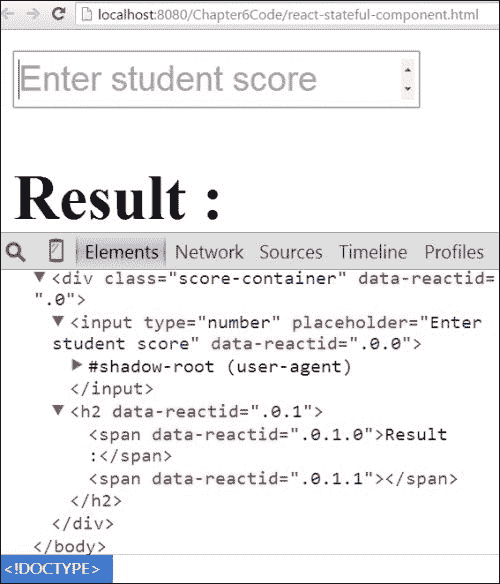 localhost:8080/Chapter6Code/react-stateful-component.html
Enter student score
Result :
Elements Network Sources Timeline Profiles
<div class="score-container" data-reactid=
".0">
<input type="number" placeholder="Enter
student score" data-reactid=".0.0">
#shadow-root (user-agent)
</input>
<h2 data-reactid=".0.1">
<span data-reactid=".0.1.0">Result
:</span>
<span data-reactid=".0.1.1"></span>
</h2>
</div>
</body>
<!DOCTYPE>